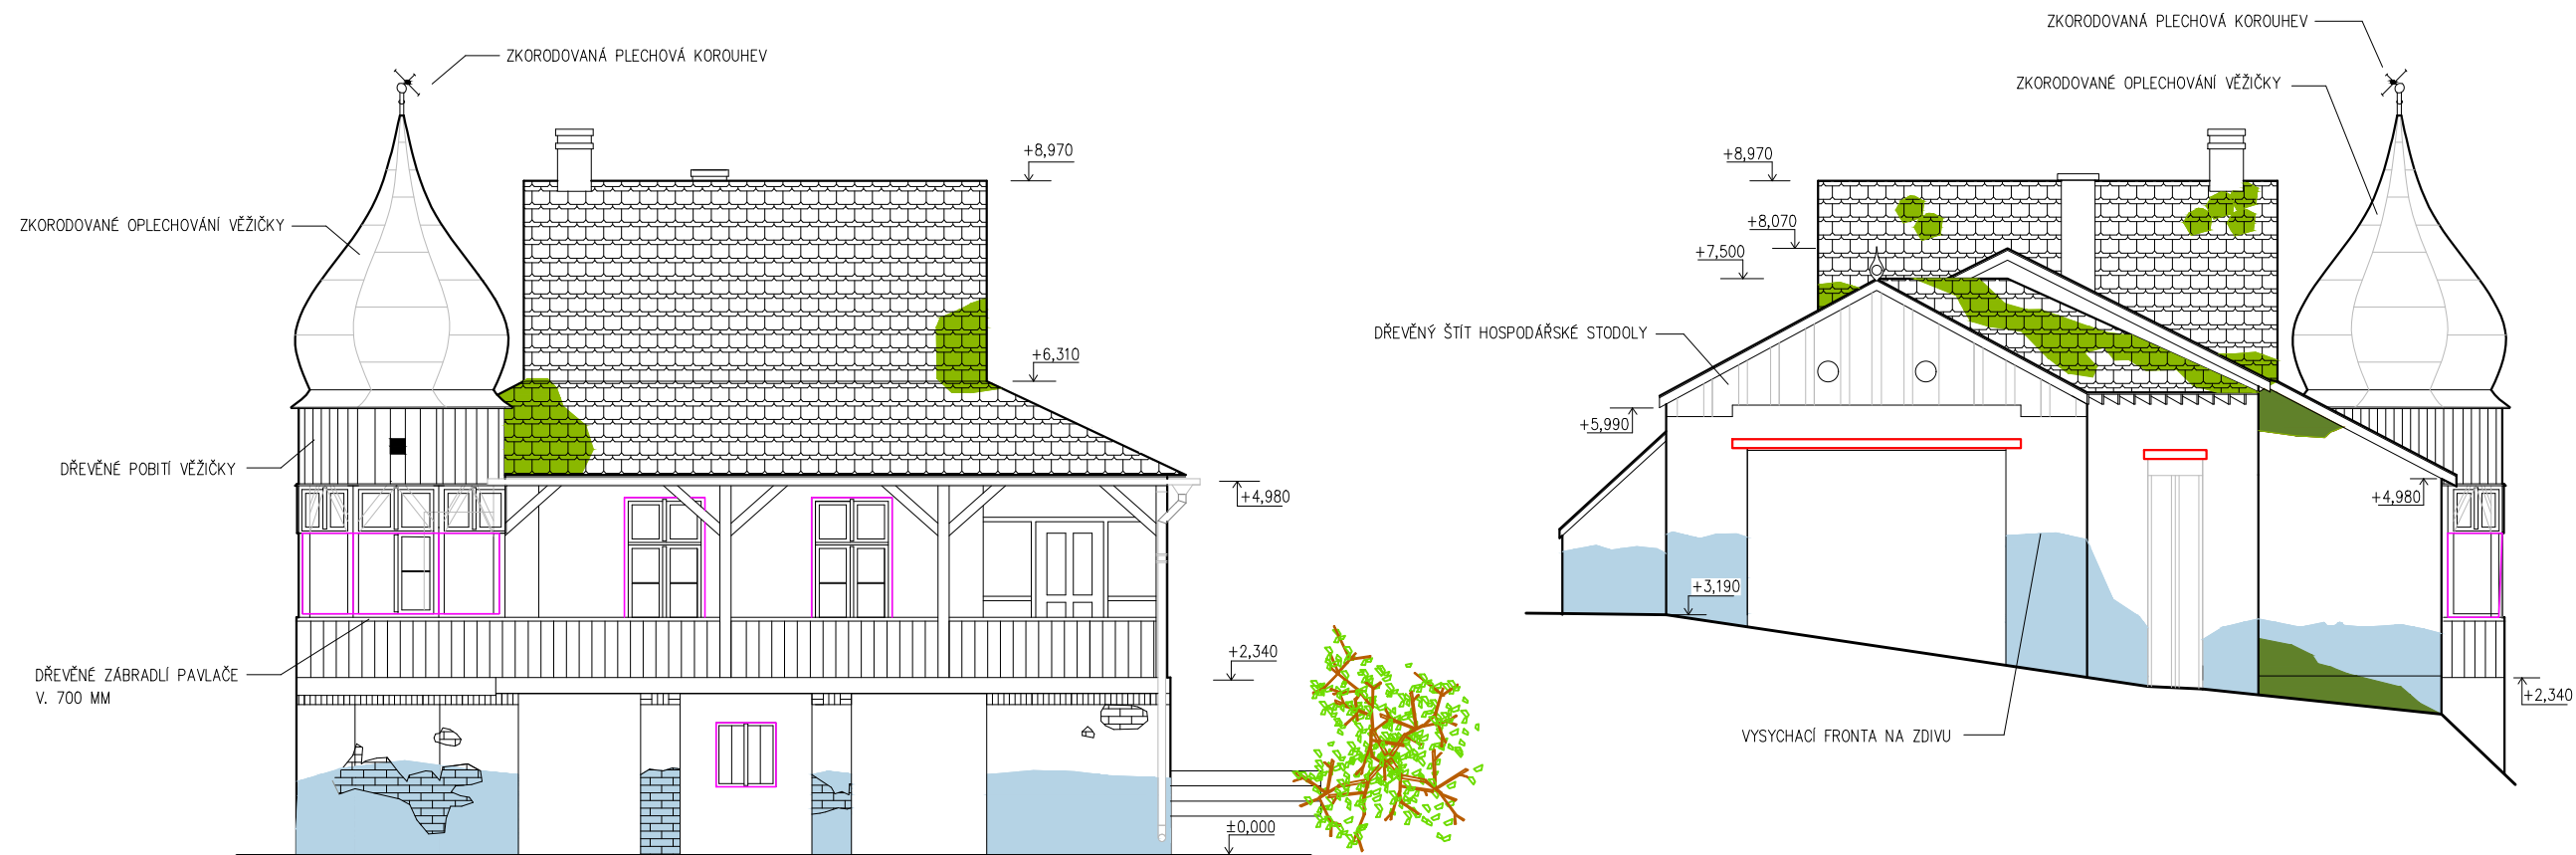 ZKORODOVANÁ PLECHOVÁ KOROUHEV
ZKORODOVANÉ OPLECHOVÁNÍ VĚŽIČKY
DŘEVĚNÉ POBITÍ VĚŽIČKY
DŘEVĚNÉ ZÁBRADLÍ PAVLAČE
V. 700 MM
+8,970
+6,310
+4,980
+2,340
±0,000
ZKORODOVANÁ PLECHOVÁ KOROUHEV
ZKORODOVANÉ OPLECHOVÁNÍ VĚŽIČKY
+8,970
+8,070
+7,500
DŘEVĚNÝ ŠTÍT HOSPODÁŘSKÉ STODOLY
+5,990
+4,980
+3,190
+2,340
VYSYCHACÍ FRONTA NA ZDIVU